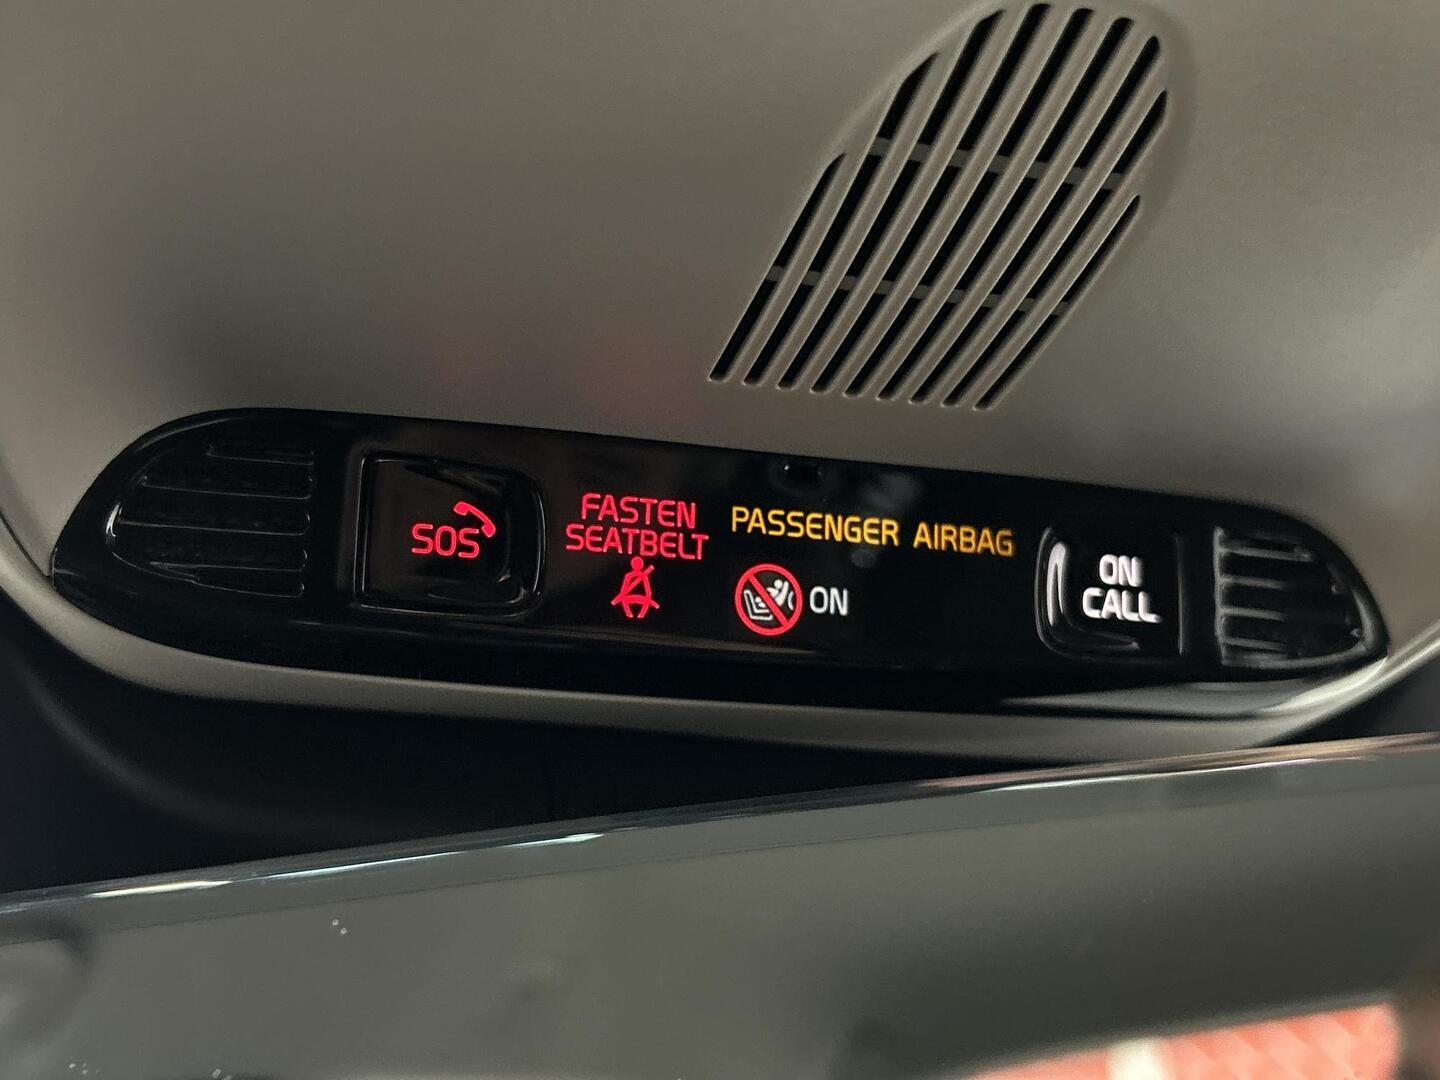 SOS
FASTEN
SEATBELT
PASSENGER AIRBAG
ON
ON
CALL